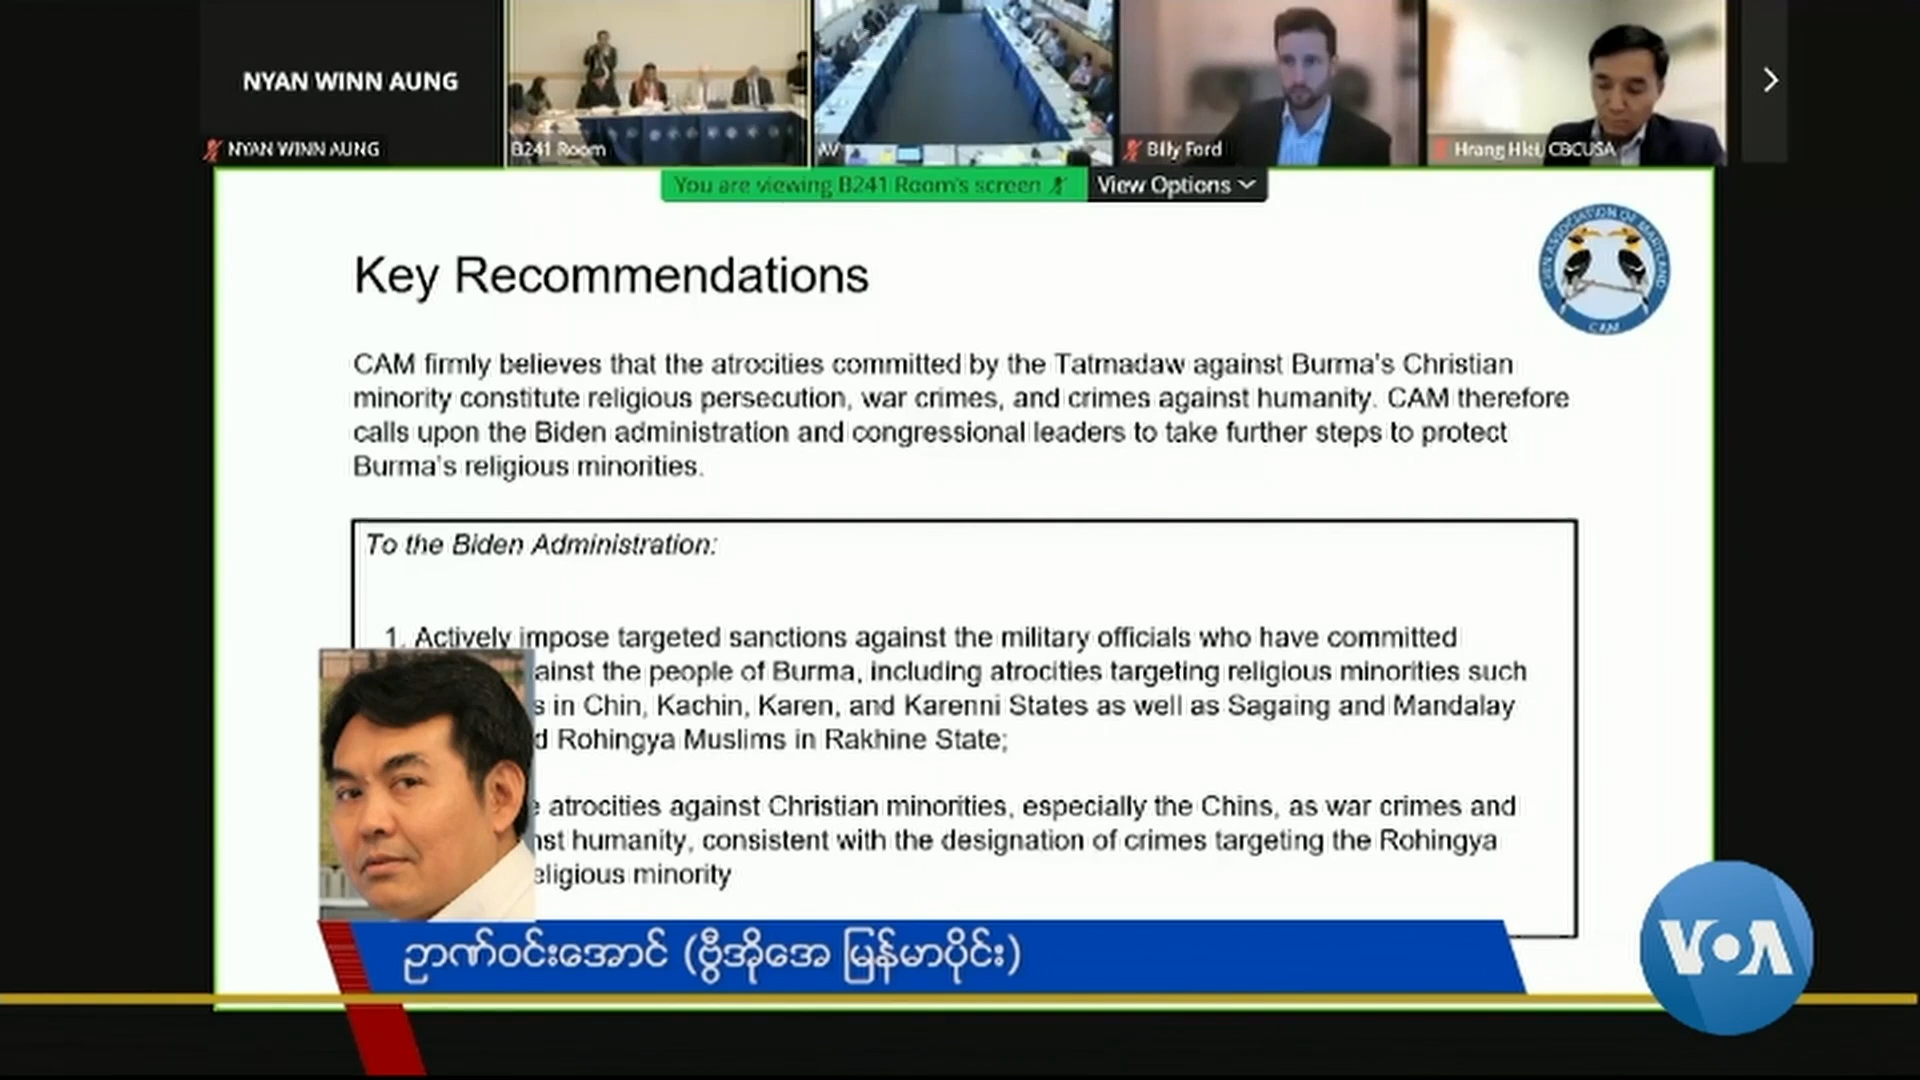 NYAN WINN AUNG
NYAN WINN AUNG
B241 Room
AV
Billy Ford
Hrang Hlei, CBCUSA
You are viewing B241 Room's screen
View Options
CHIN ASSOCIATION OF MARYLAND
CAM
Key Recommendations
CAM firmly believes that the atrocities committed by the Tatmadaw against Burma's Christian
minority constitute religious persecution, war crimes, and crimes against humanity. CAM therefore
calls upon the Biden administration and congressional leaders to take further steps to protect
Burma's religious minorities.
To the Biden Administration:
1. Actively impose targeted sanctions against the military officials who have committed
ainst the people of Burma, including atrocities targeting religious minorities such
s in Chin, Kachin, Karen, and Karenni States as well as Sagaing and Mandalay
d Rohingya Muslims in Rakhine State;
e atrocities against Christian minorities, especially the Chins, as war crimes and
nst humanity, consistent with the designation of crimes targeting the Rohingya
eligious minority
ဉာဏ်ဝင်းအောင် (ဗွီအိုအေ မြန်မာပိုင်း)
VOA